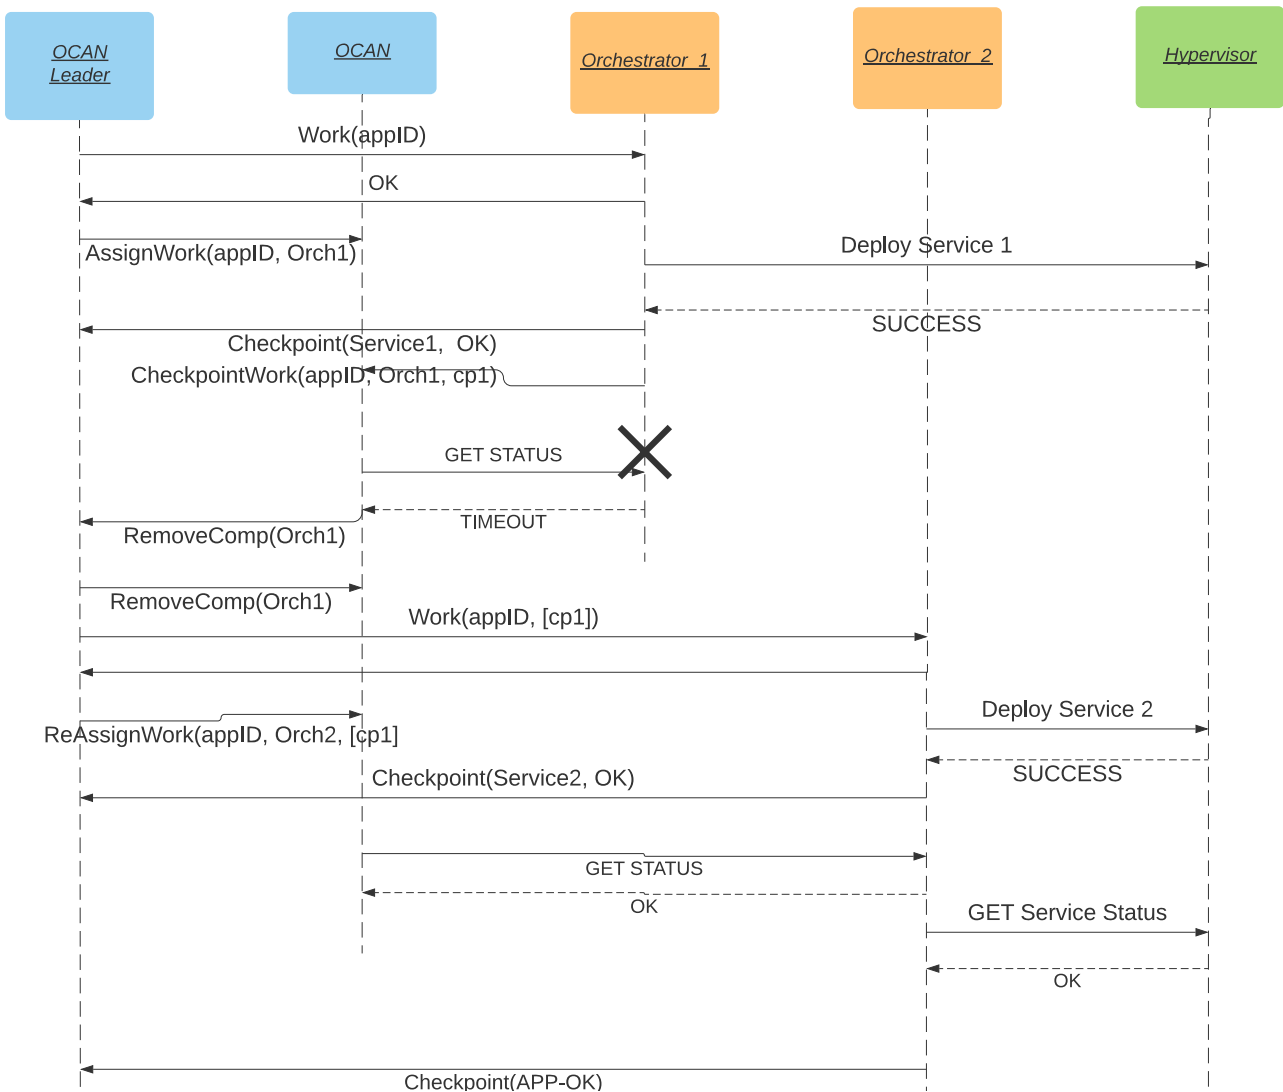 OCAN
Leader
OCAN
Orchestrator_1
Orchestrator_2
Hypervisor
Work(appID)
OK
AssignWork(appID, Orch1)
Deploy Service 1
SUCCESS
Checkpoint(Service1, OK)
CheckpointWork(appID, Orch1, cp1)
GET STATUS
TIMEOUT
RemoveComp(Orch1)
RemoveComp(Orch1)
Work(appID, [cp1])
ReAssignWork(appID, Orch2, [cp1]
Deploy Service 2
SUCCESS
Checkpoint(Service2, OK)
GET STATUS
OK
GET Service Status
OK
Checkpoint(APP-OK)